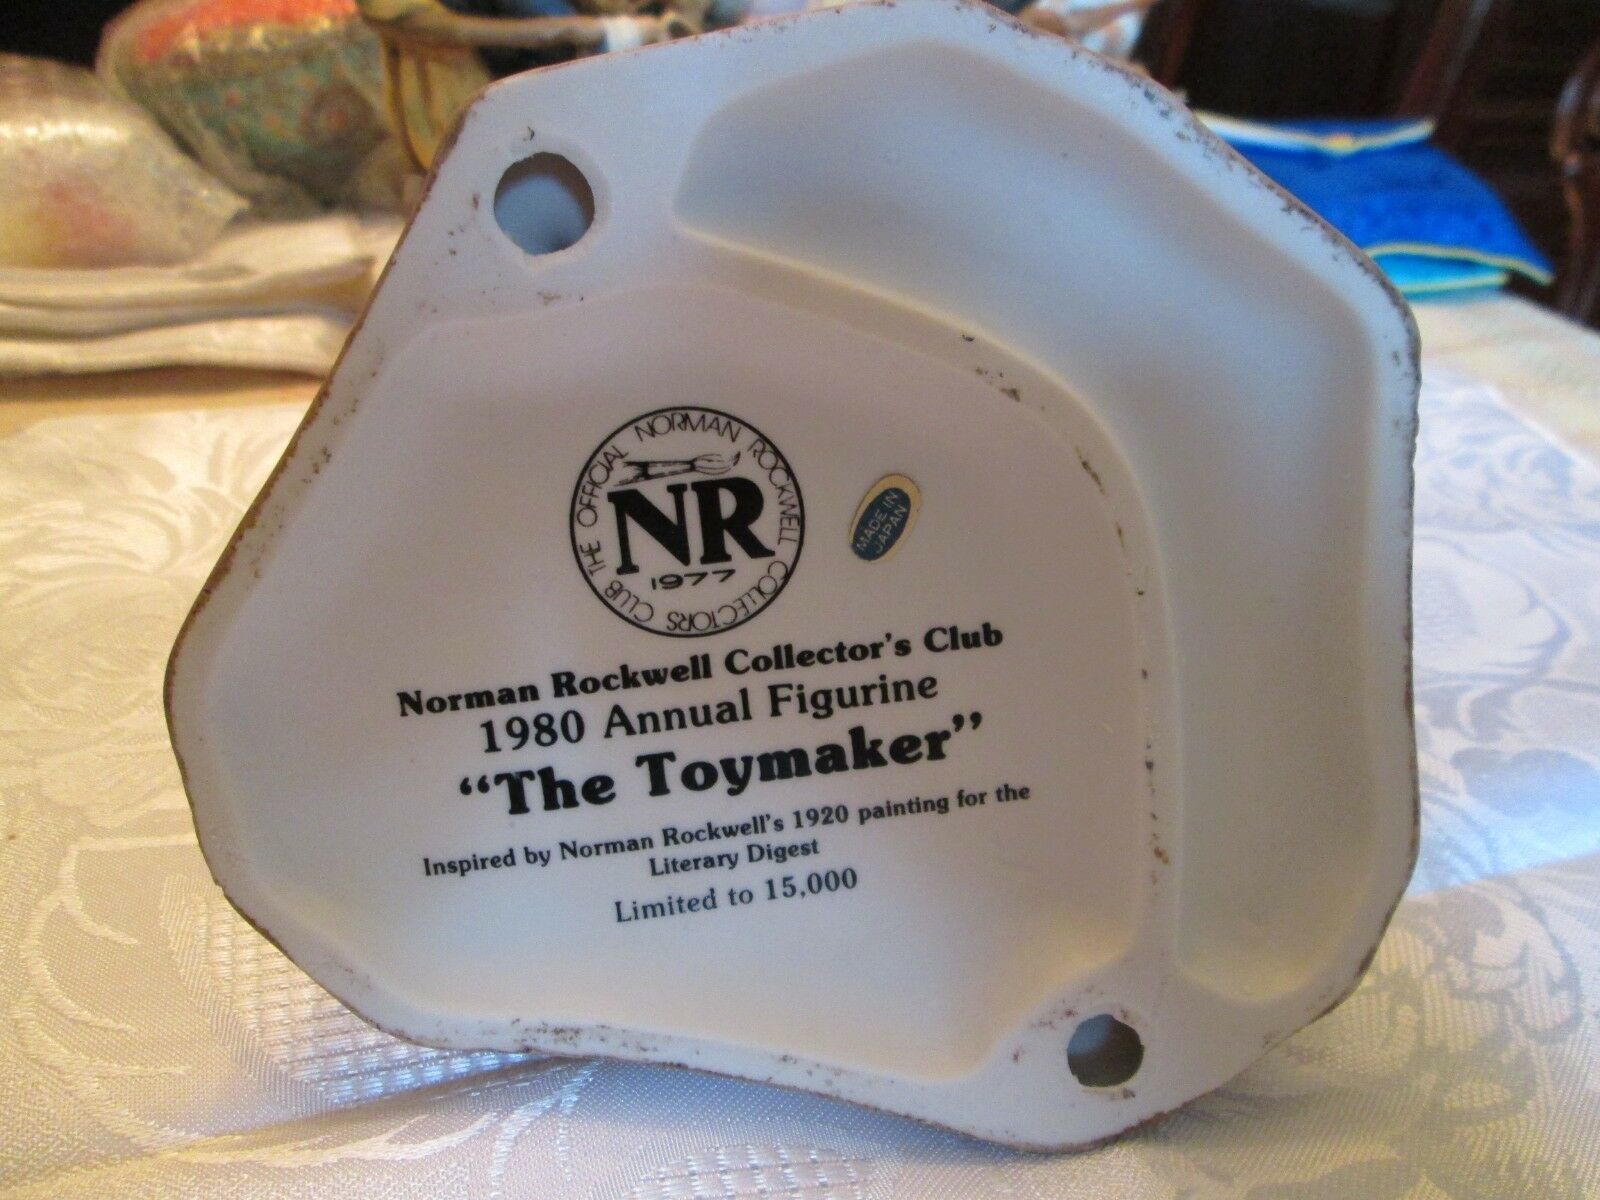 THE OFFICIAL NORMAN ROCKWELL COLLECTORS CLUB
NR
1977
MADE IN
JAPAN
Norman Rockwell Collector's Club
1980 Annual Figurine
"The Toymaker"
Inspired by Norman Rockwell's 1920 painting for the
Literary Digest
Limited to 15,000